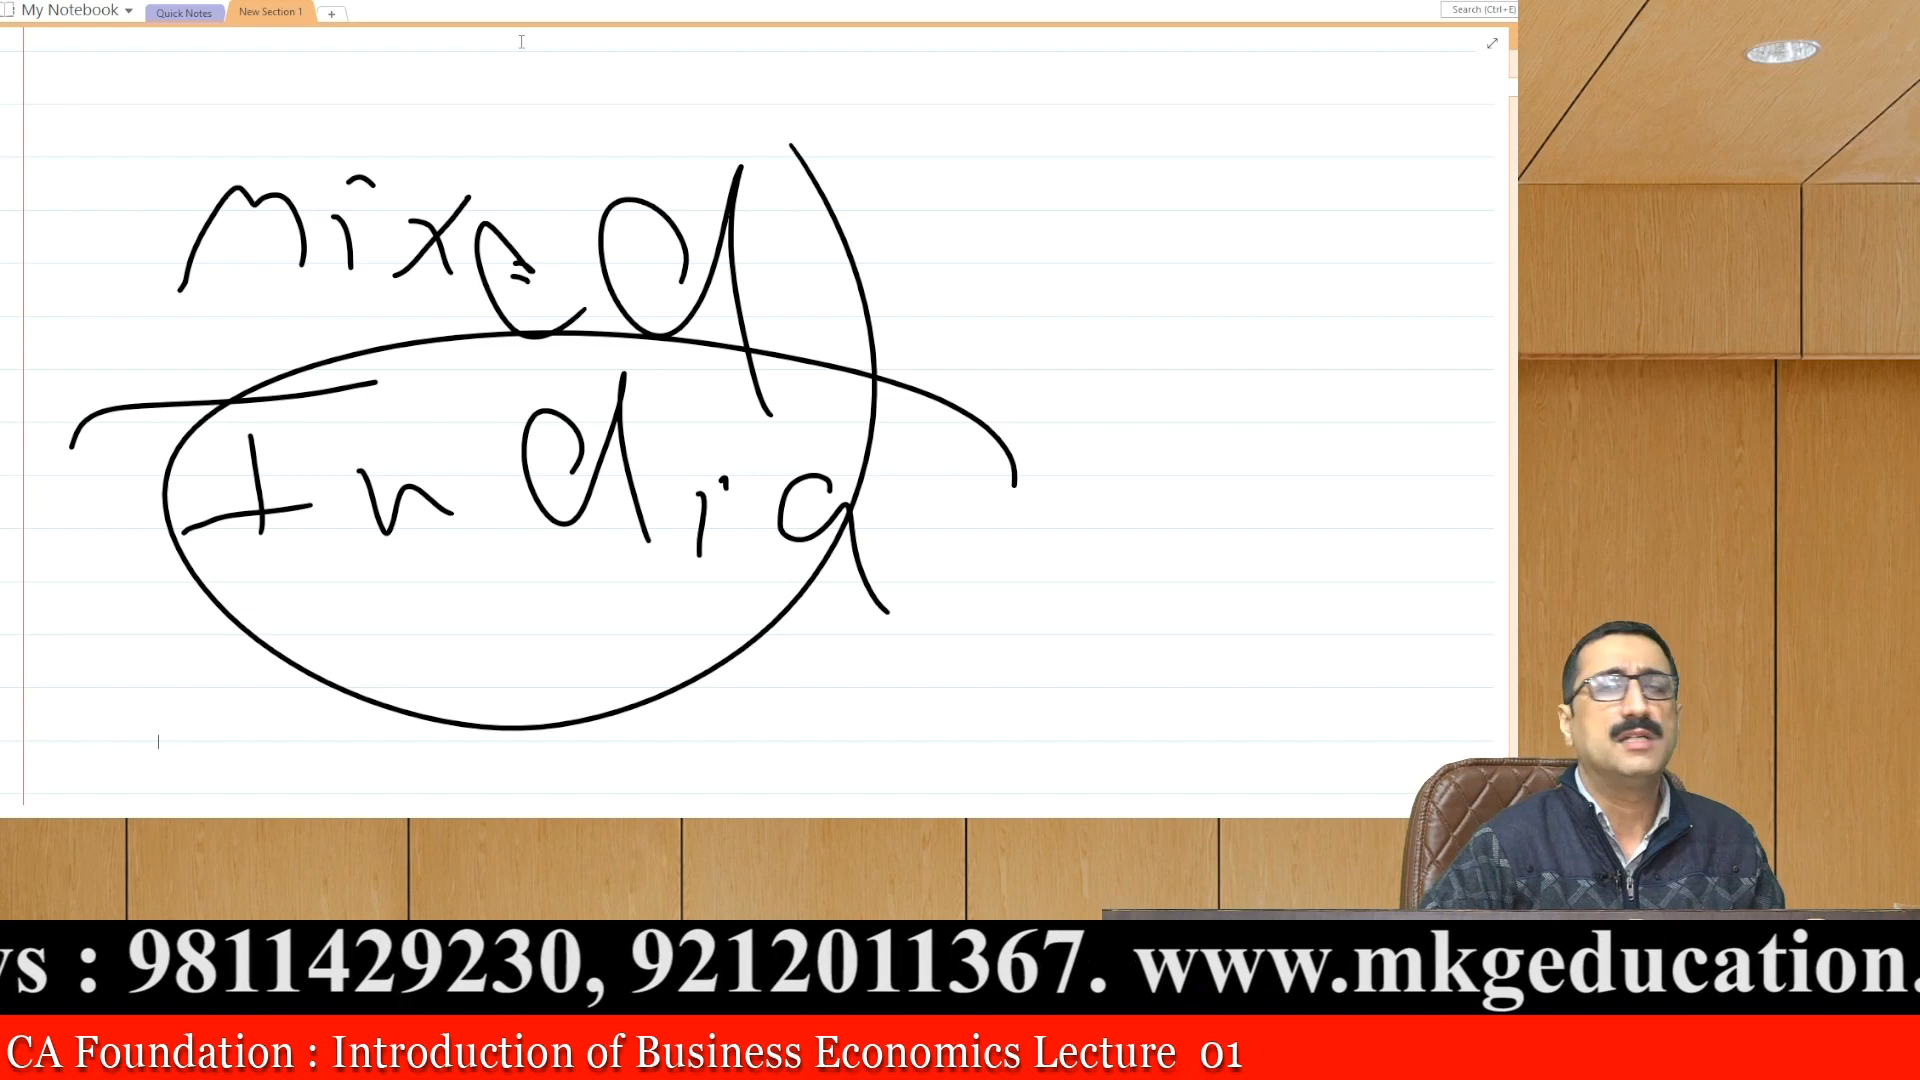 My Notebook
Quick Notes
New Section 1
+
Search (Ctrl+E)
Mixed
India
ys : 9811429230, 9212011367. www.mkgeducation.
CA Foundation : Introduction of Business Economics Lecture 01